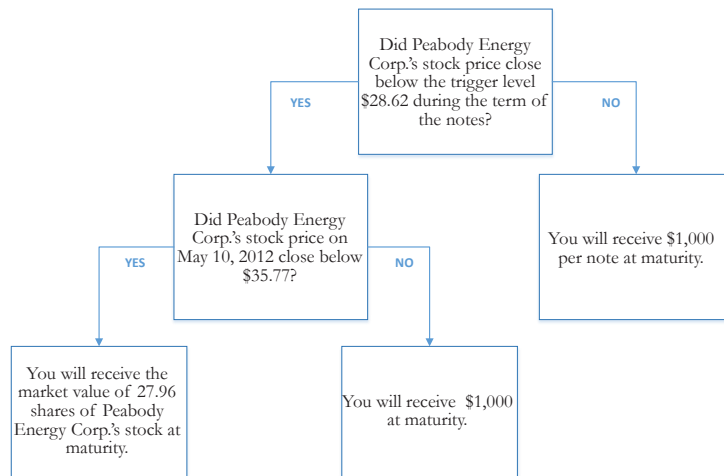 Did Peabody Energy
Corp.'s stock price close
below the trigger level
$28.62 during the term of
the notes?
YES
NO
Did Peabody Energy
Corp.'s stock price on
May 10, 2012 close below
$35.77?
You will receive $1,000
per note at maturity.
YES
NO
You will receive the
market value of 27.96
shares of Peabody
Energy Corp.'s stock at
maturity.
You will receive $1,000
at maturity.